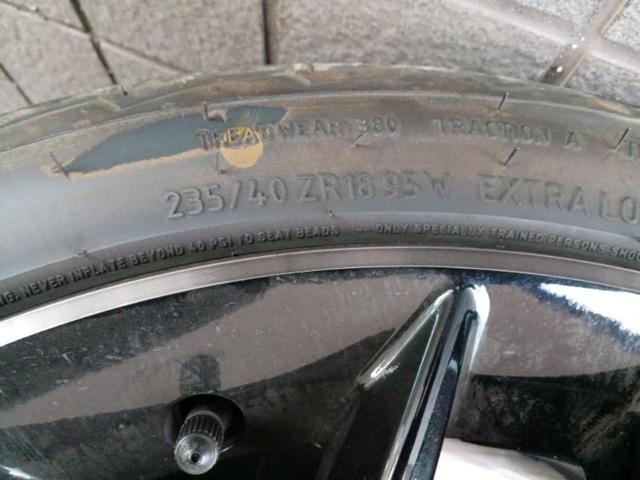 TREADWEAR 380 TRACTION A
235/40 ZR18 95W EXTRA LO
NEVER INFLATE BEYOND 40 PSI TO SEAT BEADS --- ONLY SPECIALLY TRAINED PERSONS SHOU